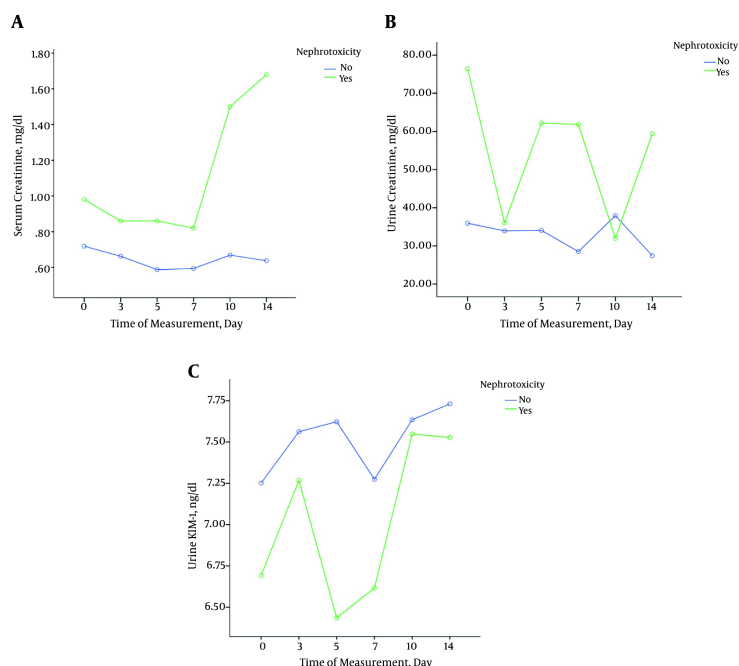 A
Serum Creatinine, mg/dl
1.80
1.60
1.40
1.20
1.00
.80
.60
0 3 5 7 10 14
Time of Measurement, Day
Nephrotoxicity
No
Yes
B
Urine Creatinine, mg/dl
80.00
70.00
60.00
50.00
40.00
30.00
20.00
0 3 5 7 10 14
Time of Measurement, Day
Nephrotoxicity
No
Yes
C
Urine KIM-1, ng/dl
7.75
7.50
7.25
7.00
6.75
6.50
0 3 5 7 10 14
Time of Measurement, Day
Nephrotoxicity
No
Yes